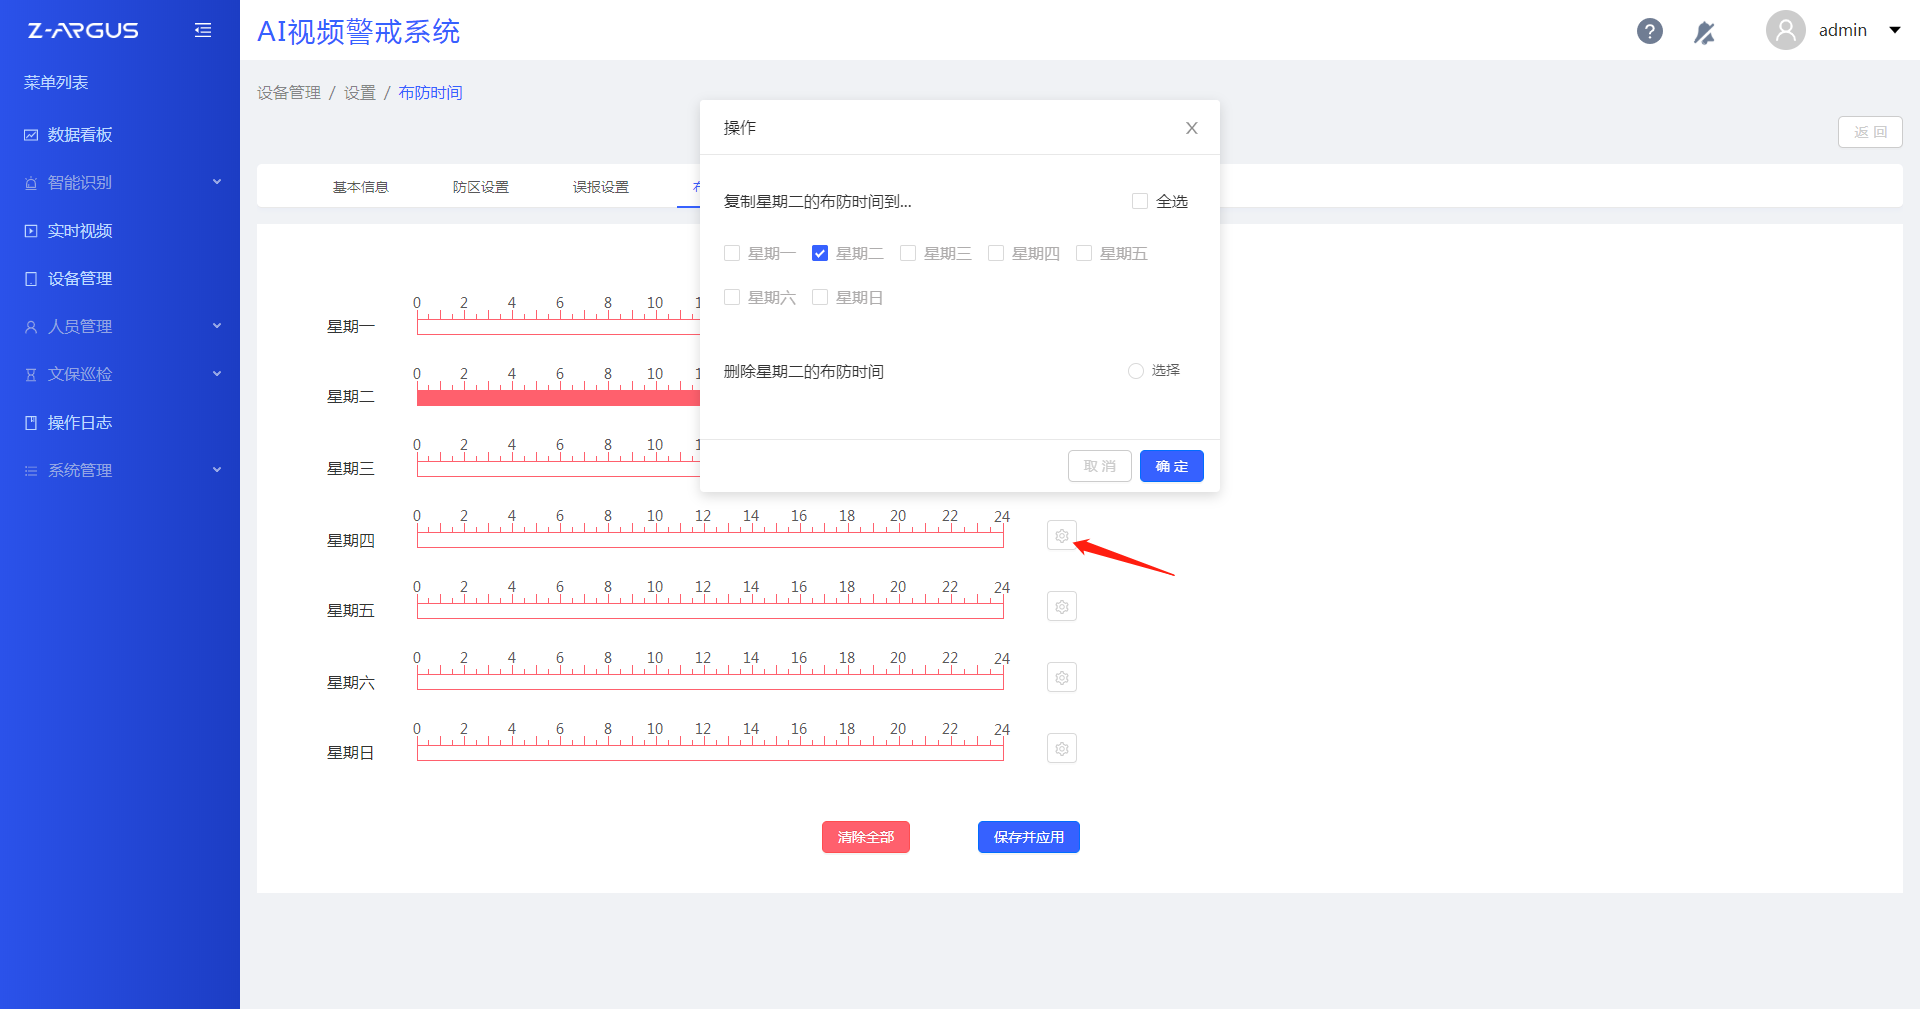 Z-ARGUS
AI视频警戒系统
?
admin
菜单列表
数据看板
智能识别
实时视频
设备管理
人员管理
文保巡检
操作日志
系统管理
设备管理 / 设置 / 布防时间
返 回
基本信息 防区设置 误报设置
操作 X
复制星期二的布防时间到... 全选
星期一 星期二 星期三 星期四 星期五
星期六 星期日
删除星期二的布防时间 选择
取 消 确 定
0 2 4 6 8 10
星期一
0 2 4 6 8 10
星期二
0 2 4 6 8 10
星期三
0 2 4 6 8 10 12 14 16 18 20 22 24
星期四
0 2 4 6 8 10 12 14 16 18 20 22 24
星期五
0 2 4 6 8 10 12 14 16 18 20 22 24
星期六
0 2 4 6 8 10 12 14 16 18 20 22 24
星期日
清除全部 保存并应用